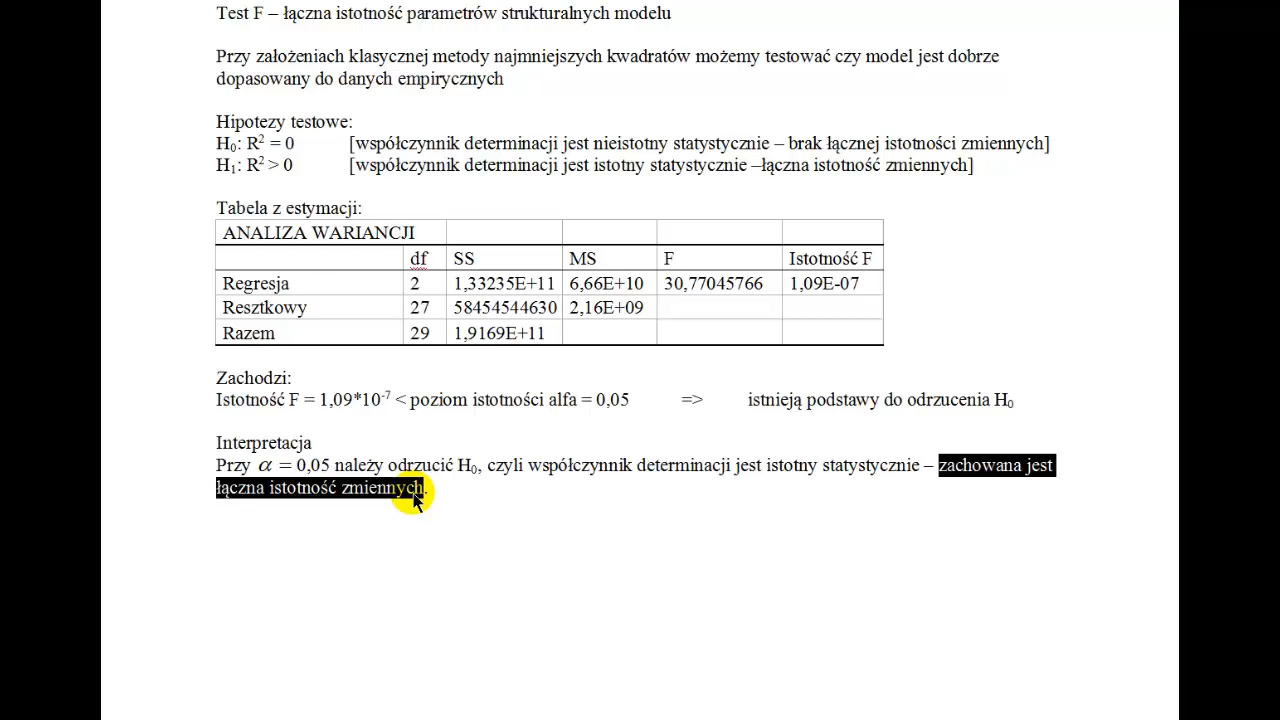 Test F – łączna istotność parametrów strukturalnych modelu
Przy założeniach klasycznej metody najmniejszych kwadratów możemy testować czy model jest dobrze
dopasowany do danych empirycznych
Hipotezy testowe:
H₀: R² = 0 [współczynnik determinacji jest nieistotny statystycznie – brak łącznej istotności zmiennych]
H₁: R² > 0 [współczynnik determinacji jest istotny statystycznie –łączna istotność zmiennych]
Tabela z estymacji:
ANALIZA WARIANCJI
df SS MS F Istotność F
Regresja 2 1,33235E+11 6,66E+10 30,77045766 1,09E-07
Resztkowy 27 58454544630 2,16E+09
Razem 29 1,9169E+11
Zachodzi:
Istotność F = 1,09*10⁻⁷ < poziom istotności alfa = 0,05 => istnieją podstawy do odrzucenia H₀
Interpretacja
Przy α = 0,05 należy odrzucić H₀, czyli współczynnik determinacji jest istotny statystycznie – zachowana jest
łączna istotność zmiennych.